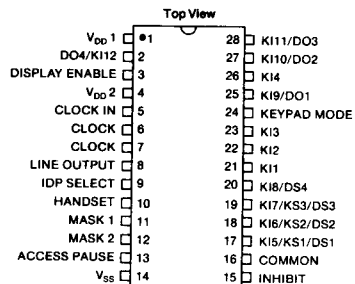 Top View
V_DD 1 •1 28 KI11/DO3
DO4/KI12 2 27 KI10/DO2
DISPLAY ENABLE 3 26 KI4
V_DD 2 4 25 KI9/DO1
CLOCK IN 5 24 KEYPAD MODE
CLOCK 6 23 KI3
CLOCK 7 22 KI2
LINE OUTPUT 8 21 KI1
IDP SELECT 9 20 KI8/DS4
HANDSET 10 19 KI7/KS3/DS3
MASK 1 11 18 KI6/KS2/DS2
MASK 2 12 17 KI5/KS1/DS1
ACCESS PAUSE 13 16 COMMON
V_SS 14 15 INHIBIT